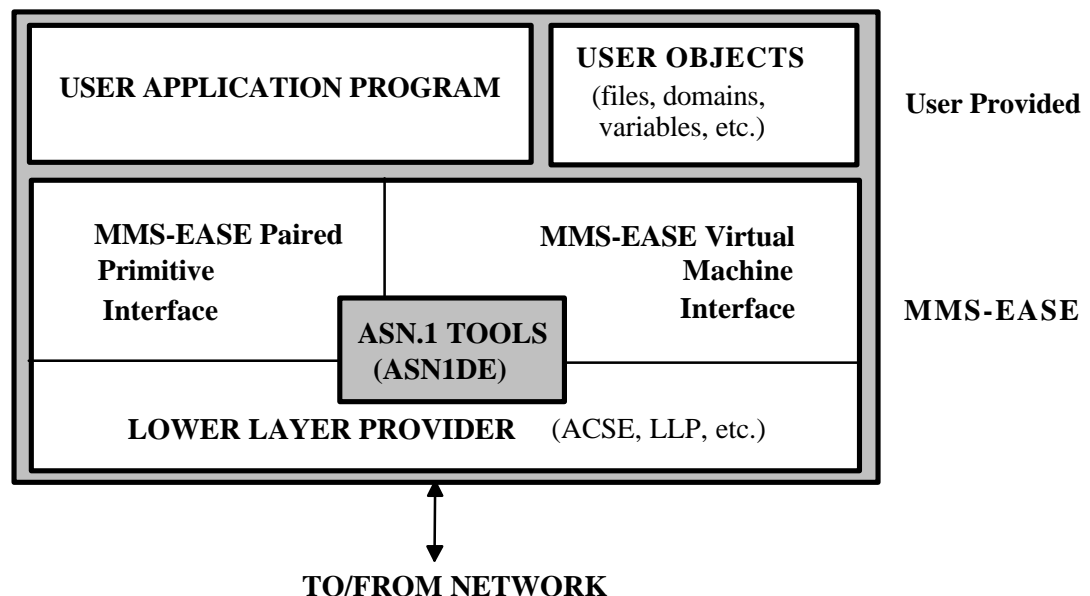 USER APPLICATION PROGRAM
USER OBJECTS
(files, domains,
variables, etc.)
User Provided
MMS-EASE Paired
Primitive
Interface
MMS-EASE Virtual
Machine
Interface
MMS-EASE
ASN.1 TOOLS
(ASN1DE)
LOWER LAYER PROVIDER (ACSE, LLP, etc.)
TO/FROM NETWORK